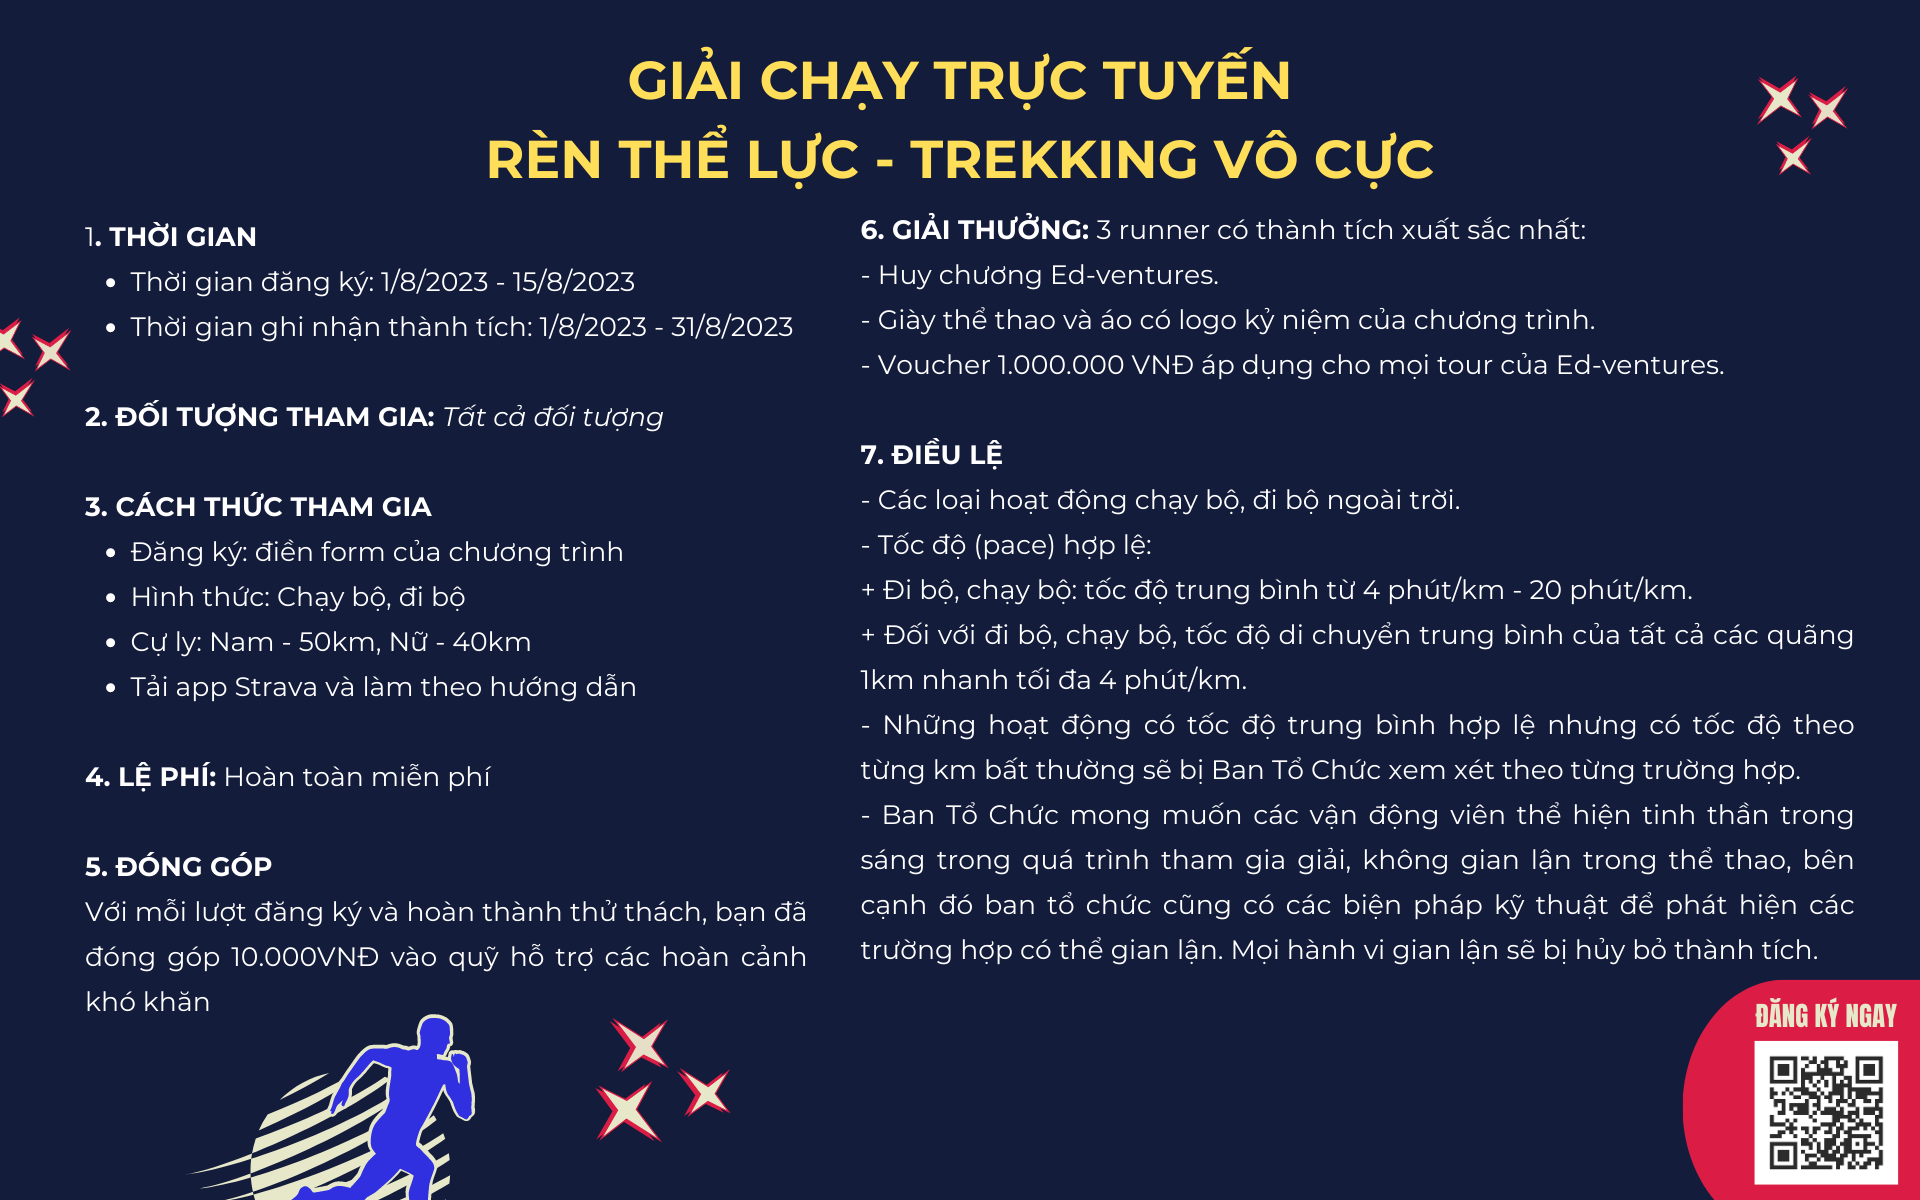 GIẢI CHẠY TRỰC TUYẾN
RÈN THỂ LỰC - TREKKING VÔ CỰC
1. THỜI GIAN
• Thời gian đăng ký: 1/8/2023 - 15/8/2023
• Thời gian ghi nhận thành tích: 1/8/2023 - 31/8/2023
2. ĐỐI TƯỢNG THAM GIA: Tất cả đối tượng
3. CÁCH THỨC THAM GIA
• Đăng ký: điền form của chương trình
• Hình thức: Chạy bộ, đi bộ
• Cự ly: Nam - 50km, Nữ - 40km
• Tải app Strava và làm theo hướng dẫn
4. LỆ PHÍ: Hoàn toàn miễn phí
5. ĐÓNG GÓP
Với mỗi lượt đăng ký và hoàn thành thử thách, bạn đã
đóng góp 10.000VNĐ vào quỹ hỗ trợ các hoàn cảnh
khó khăn
6. GIẢI THƯỞNG: 3 runner có thành tích xuất sắc nhất:
- Huy chương Ed-ventures.
- Giày thể thao và áo có logo kỷ niệm của chương trình.
- Voucher 1.000.000 VNĐ áp dụng cho mọi tour của Ed-ventures.
7. ĐIỀU LỆ
- Các loại hoạt động chạy bộ, đi bộ ngoài trời.
- Tốc độ (pace) hợp lệ:
+ Đi bộ, chạy bộ: tốc độ trung bình từ 4 phút/km - 20 phút/km.
+ Đối với đi bộ, chạy bộ, tốc độ di chuyển trung bình của tất cả các quãng
1km nhanh tối đa 4 phút/km.
- Những hoạt động có tốc độ trung bình hợp lệ nhưng có tốc độ theo
từng km bất thường sẽ bị Ban Tổ Chức xem xét theo từng trường hợp.
- Ban Tổ Chức mong muốn các vận động viên thể hiện tinh thần trong
sáng trong quá trình tham gia giải, không gian lận trong thể thao, bên
cạnh đó ban tổ chức cũng có các biện pháp kỹ thuật để phát hiện các
trường hợp có thể gian lận. Mọi hành vi gian lận sẽ bị hủy bỏ thành tích.
ĐĂNG KÝ NGAY